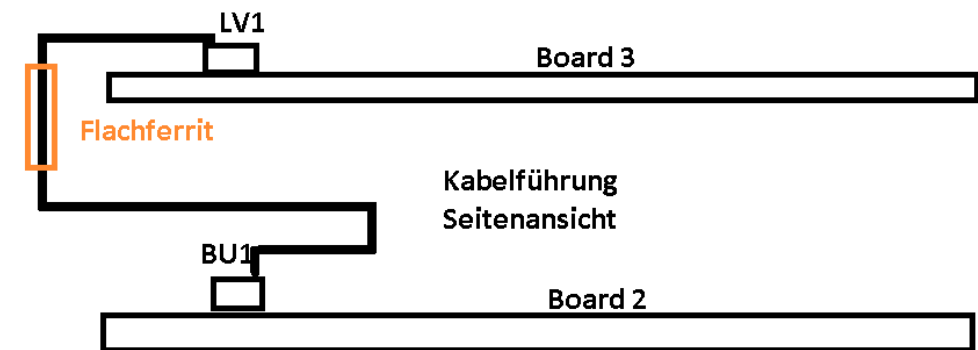 LV1
Board 3
Flachferrit
Kabelführung
Seitenansicht
BU1
Board 2